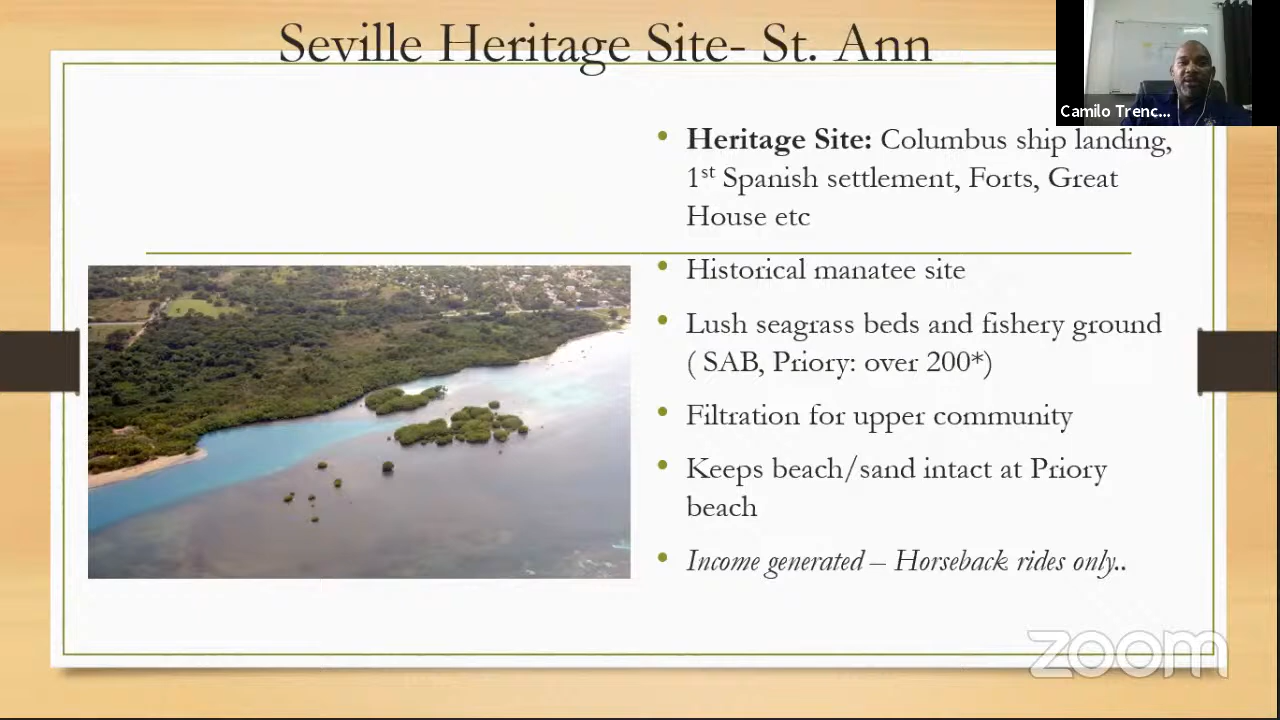 Seville Heritage Site- St. Ann
Camilo Trenc...
• Heritage Site: Columbus ship landing,
1st Spanish settlement, Forts, Great
House etc
• Historical manatee site
• Lush seagrass beds and fishery ground
( SAB, Priory: over 200*)
• Filtration for upper community
• Keeps beach/sand intact at Priory
beach
• Income generated – Horseback rides only..
zoom